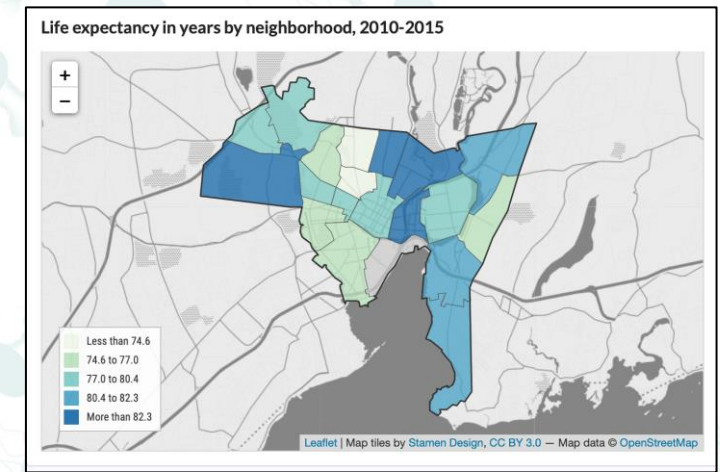 Life expectancy in years by neighborhood, 2010-2015
+
−
Less than 74.6
74.6 to 77.0
77.0 to 80.4
80.4 to 82.3
More than 82.3
Leaflet | Map tiles by Stamen Design, CC BY 3.0 — Map data © OpenStreetMap